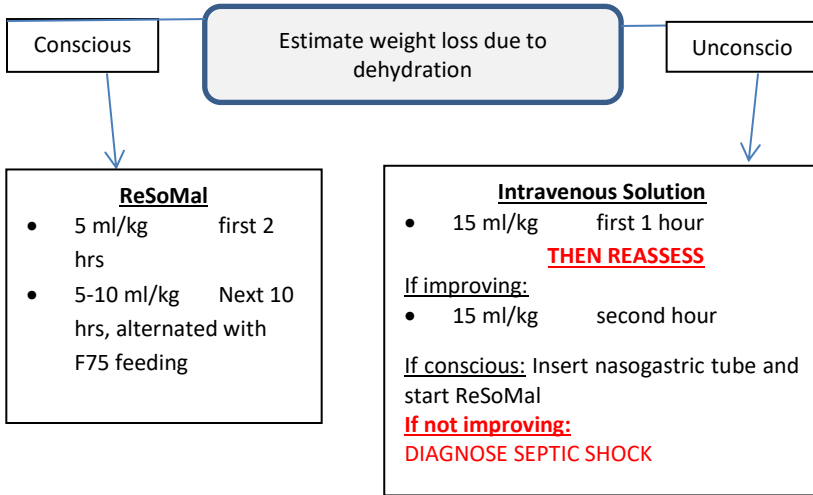 Conscious
Estimate weight loss due to
dehydration
Unconscio
ReSoMal
• 5 ml/kg first 2
hrs
• 5-10 ml/kg Next 10
hrs, alternated with
F75 feeding
Intravenous Solution
• 15 ml/kg first 1 hour
THEN REASSESS
If improving:
• 15 ml/kg second hour
If conscious: Insert nasogastric tube and
start ReSoMal
If not improving:
DIAGNOSE SEPTIC SHOCK